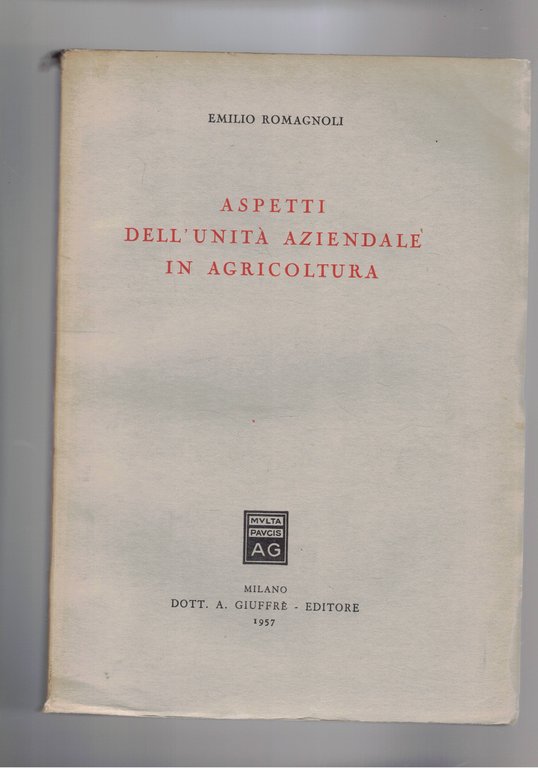 EMILIO ROMAGNOLI
ASPETTI
DELL'UNITÀ AZIENDALE
IN AGRICOLTURA
MVLTA
PAVCIS
AG
MILANO
DOTT. A. GIUFFRÈ - EDITORE
1957